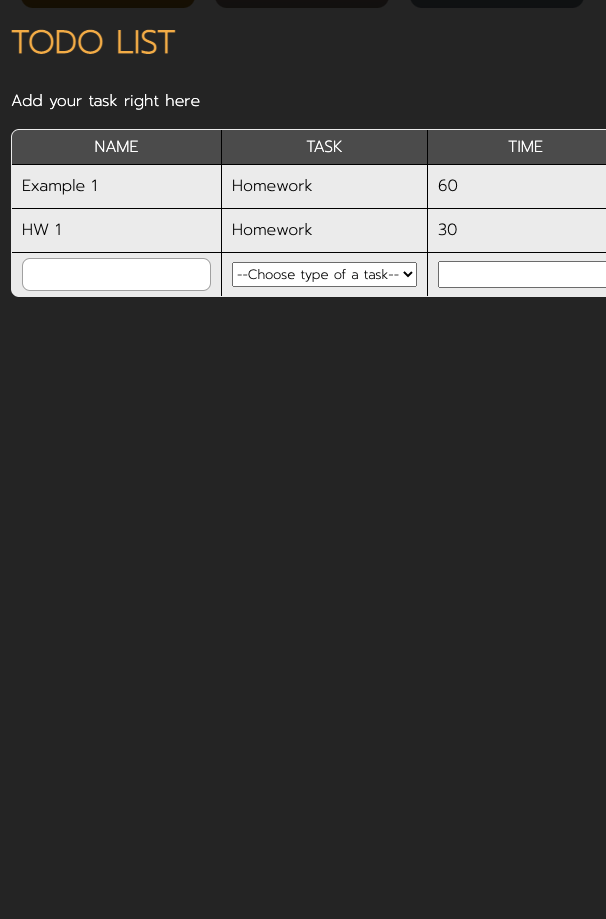 TODO LIST
Add your task right here
NAME TASK TIME
Example 1 Homework 60
HW 1 Homework 30
--Choose type of a task--